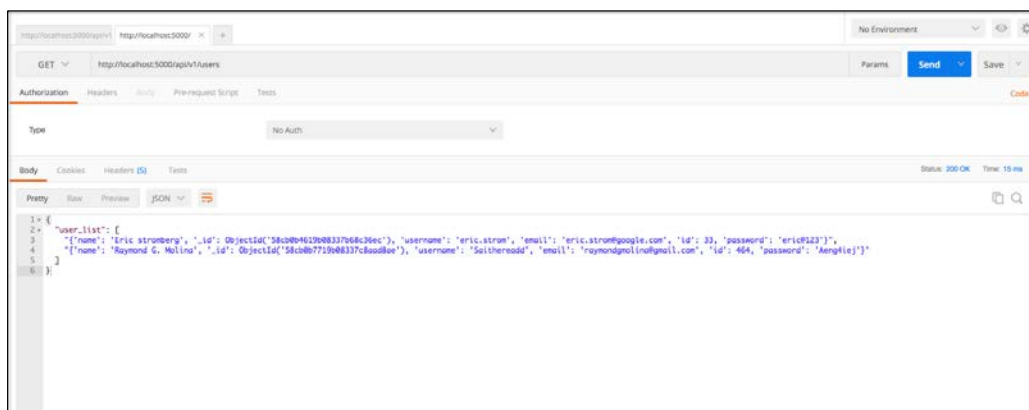 http://localhost:5000/api/v1 http://localhost:5000/ × + No Environment
GET http://localhost:5000/api/v1/users Params Send Save
Authorization Headers Body Pre-request Script Tests Code
Type No Auth
Body Cookies Headers (5) Tests Status: 200 OK Time: 15 ms
Pretty Raw Preview JSON
1 {
2 "user_list": [
3 "{'name': 'Eric stromberg', '_id': ObjectId('58cb0b4619b08337b68c36ec'), 'username': 'eric.strom', 'email': 'eric.strom@google.com', 'id': 33, 'password': 'eric@123'}",
4 "{'name': 'Raymond G. Molina', '_id': ObjectId('58cb0b7719b08337c8aad8ae'), 'username': 'Saithereadd', 'email': 'raymondgmolina@gmail.com', 'id': 464, 'password': 'Aeng4iej'}"
5 ]
6 }